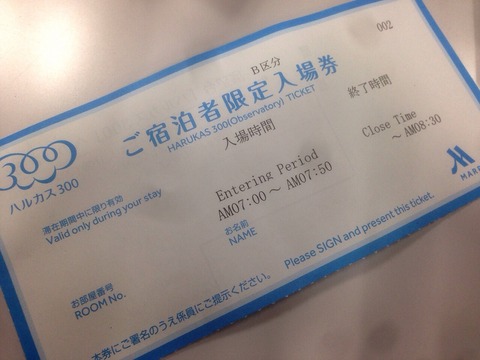 B区分
002
ご宿泊者限定入場券
HARUKAS 300(Observatory) TICKET
300
ハルカス300
入場時間
終了時間
Entering Period
Close Time
AM07:00 ～ AM07:50
～ AM08:30
滞在期間中に限り有効
Valid only during your stay
お名前
NAME
お部屋番号
ROOM No.
本券にご署名のうえ係員にご提示ください。
Please SIGN and present this ticket.